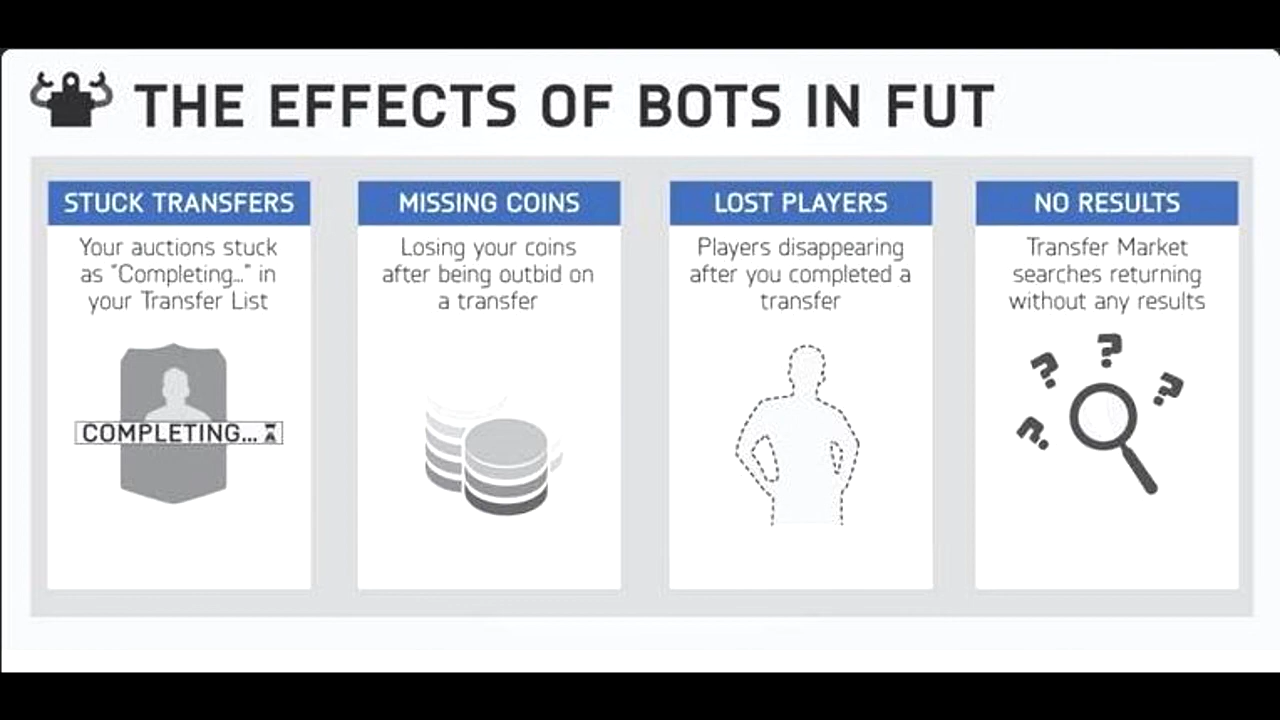 THE EFFECTS OF BOTS IN FUT
STUCK TRANSFERS
Your auctions stuck
as "Completing..." in
your Transfer List
COMPLETING...
MISSING COINS
Losing your coins
after being outbid on
a transfer
LOST PLAYERS
Players disappearing
after you completed a
transfer
NO RESULTS
Transfer Market
searches returning
without any results
? ? ? ?